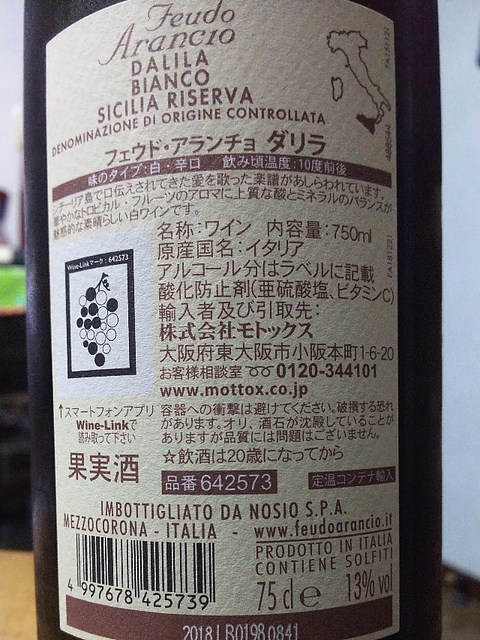 Feudo
Arancio
DALILA
BIANCO
SICILIA RISERVA
DENOMINAZIONE DI ORIGINE CONTROLLATA
フェウド・アランチョ ダリラ
味のタイプ:白・辛口 飲み頃温度:10度前後
シチーリア島で口伝えされてきた愛を歌った楽譜があしらわれています。
華やかなトロピカル・フルーツのアロマに上質な酸とミネラルのバランスが
魅惑的な素晴らしい白ワインです。
名称:ワイン 内容量:750ml
原産国名:イタリア
アルコール分はラベルに記載
酸化防止剤(亜硫酸塩、ビタミンC)
輸入者及び引取先:
株式会社モトックス
大阪府東大阪市小阪本町1-6-20
お客様相談室 0120-344101
www.mottox.co.jp
Wine-Linkマーク:642573
↑スマートフォンアプリ
Wine-Linkで
読み取って下さい
容器への衝撃は避けてください。破損する恐れ
があります。オリ、酒石が沈殿していることが
ありますが品質には問題はございません。
果実酒
☆飲酒は20歳になってから
品番642573
定温コンテナ輸入
IMBOTTIGLIATO DA NOSIO S.P.A.
MEZZOCORONA - ITALIA - www.feudoarancio.it
PRODOTTO IN ITALIA
CONTIENE SOLFITI
4 997678 425739
75cl e 13% vol
2018 LR0198 0841